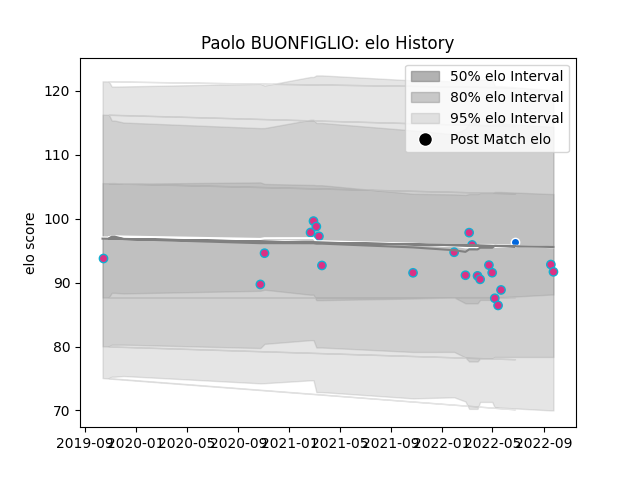 Paolo BUONFIGLIO: elo History
50% elo Interval
80% elo Interval
95% elo Interval
Post Match elo
elo score
120
110
100
90
80
70
2019-09 2020-01 2020-05 2020-09 2021-01 2021-05 2021-09 2022-01 2022-05 2022-09